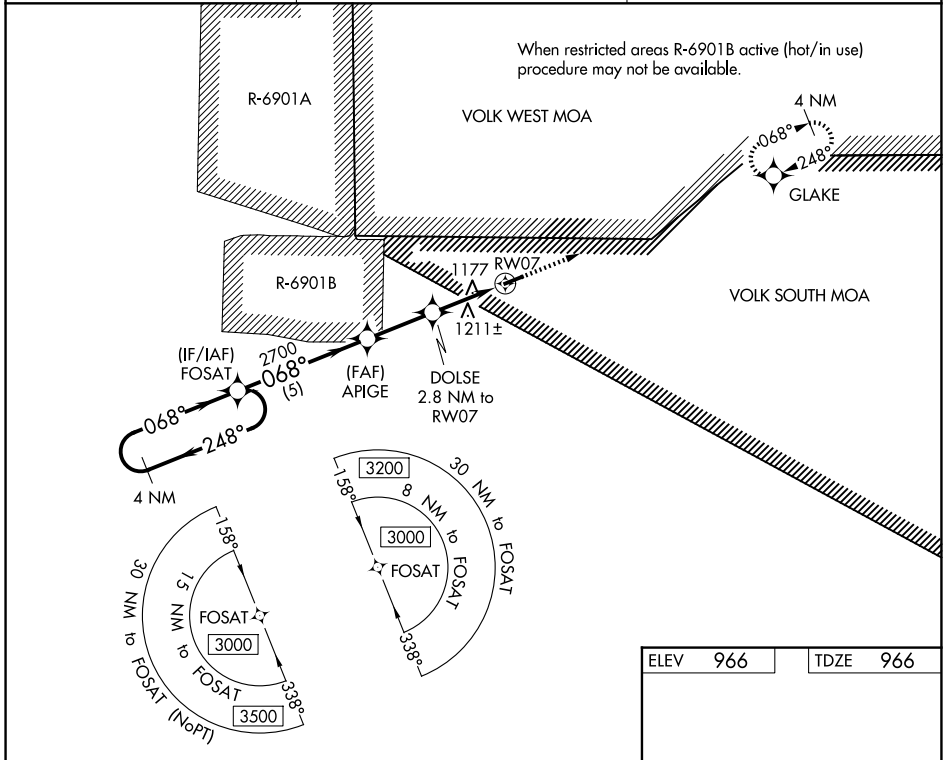 When restricted areas R-6901B active (hot/in use)
procedure may not be available.
R-6901A
VOLK WEST MOA
4 NM
068°
248°
GLAKE
R-6901B
1177
RW07
VOLK SOUTH MOA
1211±
(IF/IAF)
FOSAT
2700
068°
(5)
(FAF)
APIGE
DOLSE
2.8 NM to
RW07
068°
248°
4 NM
158°
3200
30 NM to FOSAT
8 NM to FOSAT
3000
FOSAT
338°
158°
30 NM to FOSAT (NoPT)
15 NM to FOSAT
FOSAT
3000
338°
3500
ELEV 966
TDZE 966